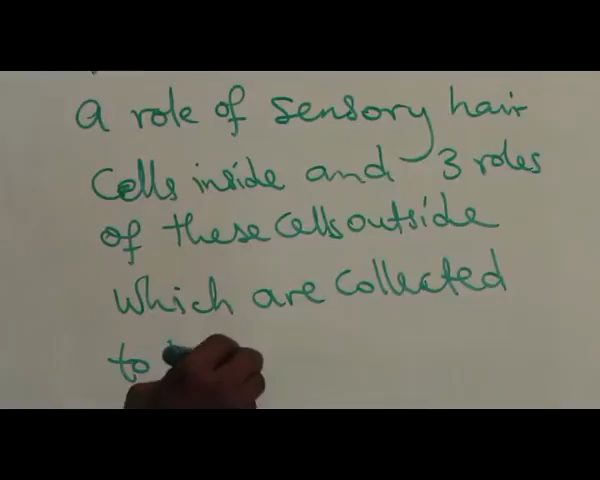 a role of sensory hair
cells inside and 3 roles
of these cells outside
which are collected
to